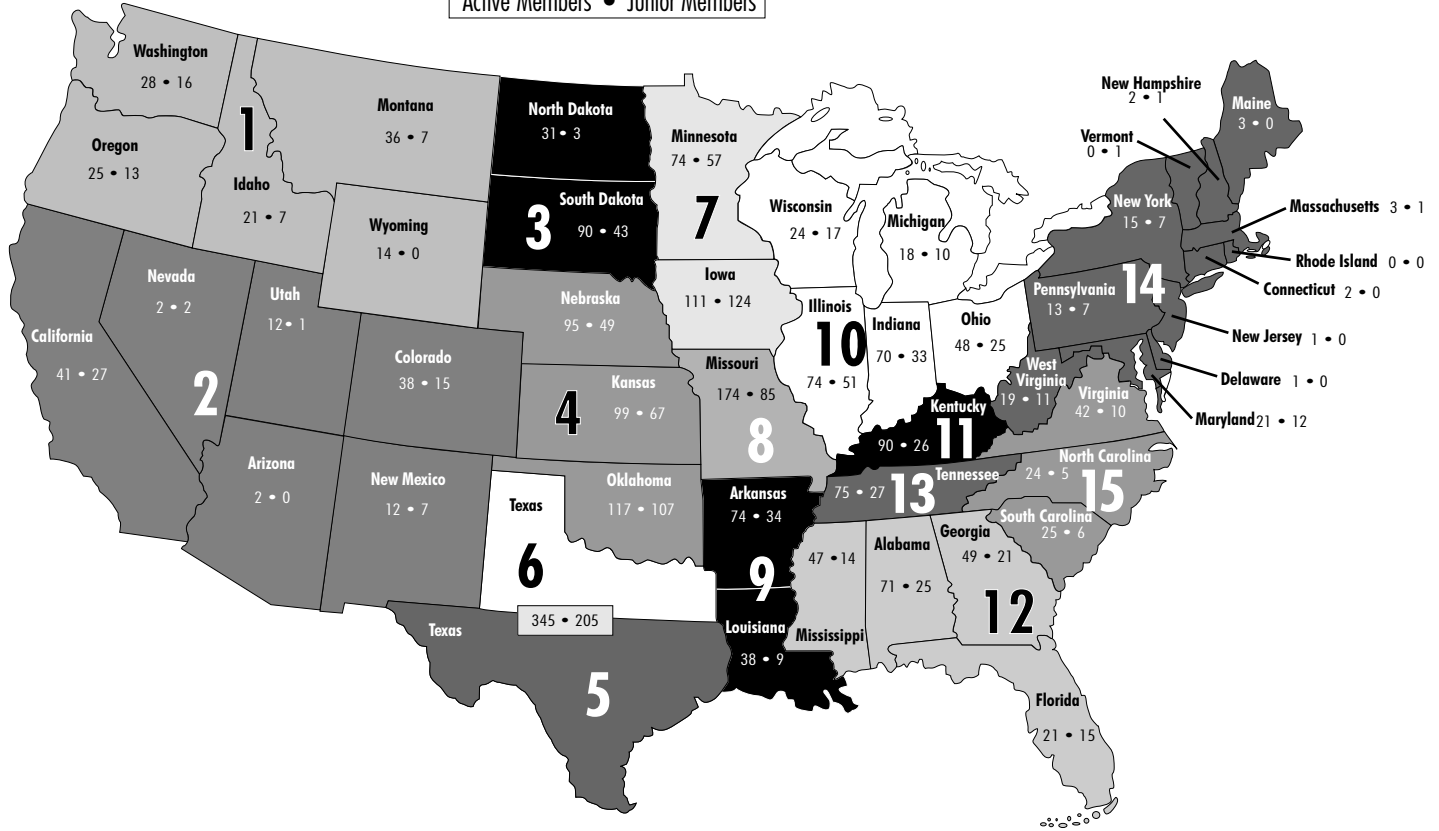 Active Members • Junior Members
Washington
28 • 16
Oregon
25 • 13
1
Idaho
21 • 7
Montana
36 • 7
Wyoming
14 • 0
North Dakota
31 • 3
3
South Dakota
90 • 43
Minnesota
74 • 57
7
Iowa
111 • 124
Wisconsin
24 • 17
Michigan
18 • 10
Nevada
2 • 2
Utah
12 • 1
California
41 • 27
2
Colorado
38 • 15
Arizona
2 • 0
New Mexico
12 • 7
Nebraska
95 • 49
4
Kansas
99 • 67
Oklahoma
117 • 107
Missouri
174 • 85
8
Illinois
10
74 • 51
Indiana
70 • 33
Ohio
48 • 25
Kentucky
90 • 26
11
Tennessee
75 • 27
13
Texas
6
345 • 205
Texas
5
Arkansas
74 • 34
9
Louisiana
38 • 9
47 • 14
Mississippi
Alabama
71 • 25
Georgia
49 • 21
12
Florida
21 • 15
North Carolina
24 • 5
15
South Carolina
25 • 6
West
Virginia
19 • 11
Virginia
42 • 10
New Hampshire
2 • 1
Vermont
0 • 1
Maine
3 • 0
New York
15 • 7
14
Pennsylvania
13 • 7
Massachusetts 3 • 1
Rhode Island 0 • 0
Connecticut 2 • 0
New Jersey 1 • 0
Delaware 1 • 0
Maryland 21 • 12